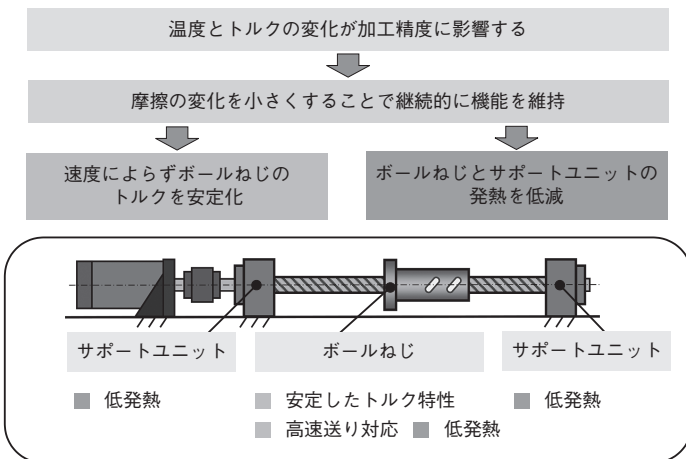 温度とトルクの変化が加工精度に影響する
摩擦の変化を小さくすることで継続的に機能を維持
速度によらずボールねじの
トルクを安定化
ボールねじとサポートユニットの
発熱を低減
サポートユニット
ボールねじ
サポートユニット
低発熱
安定したトルク特性
低発熱
高速送り対応
低発熱